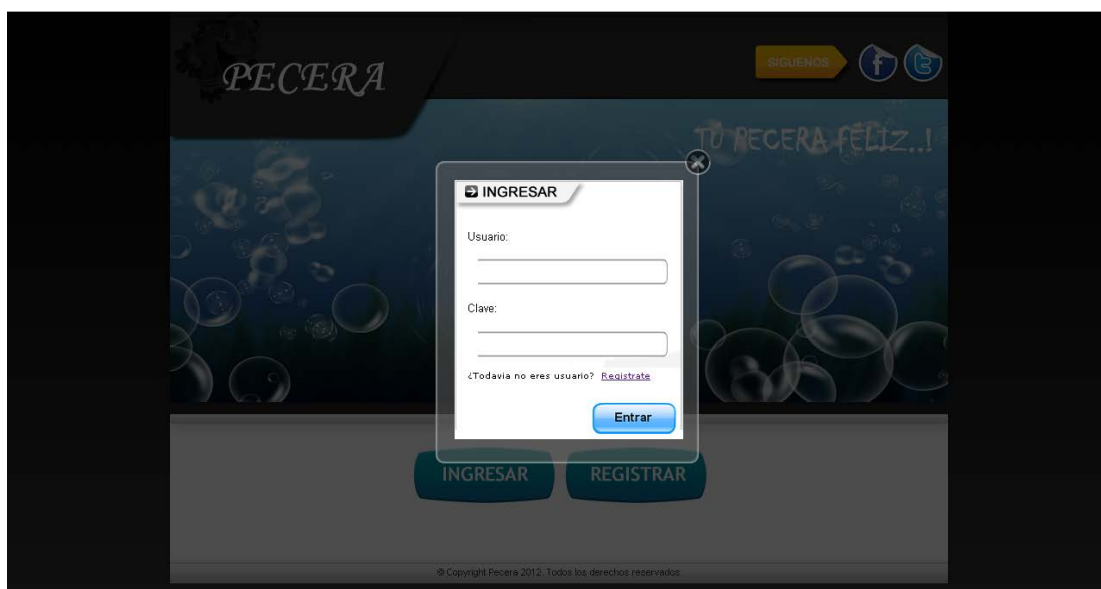 PECERA
SIGUENOS
TU PECERA FELIZ..!
INGRESAR
Usuario:
Clave:
¿Todavia no eres usuario? Registrate
Entrar
INGRESAR
REGISTRAR
© Copyright Pecera 2012. Todos los derechos reservados